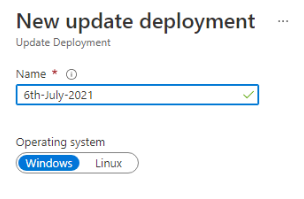 New update deployment ...
Update Deployment
Name *
6th-July-2021
Operating system
Windows Linux